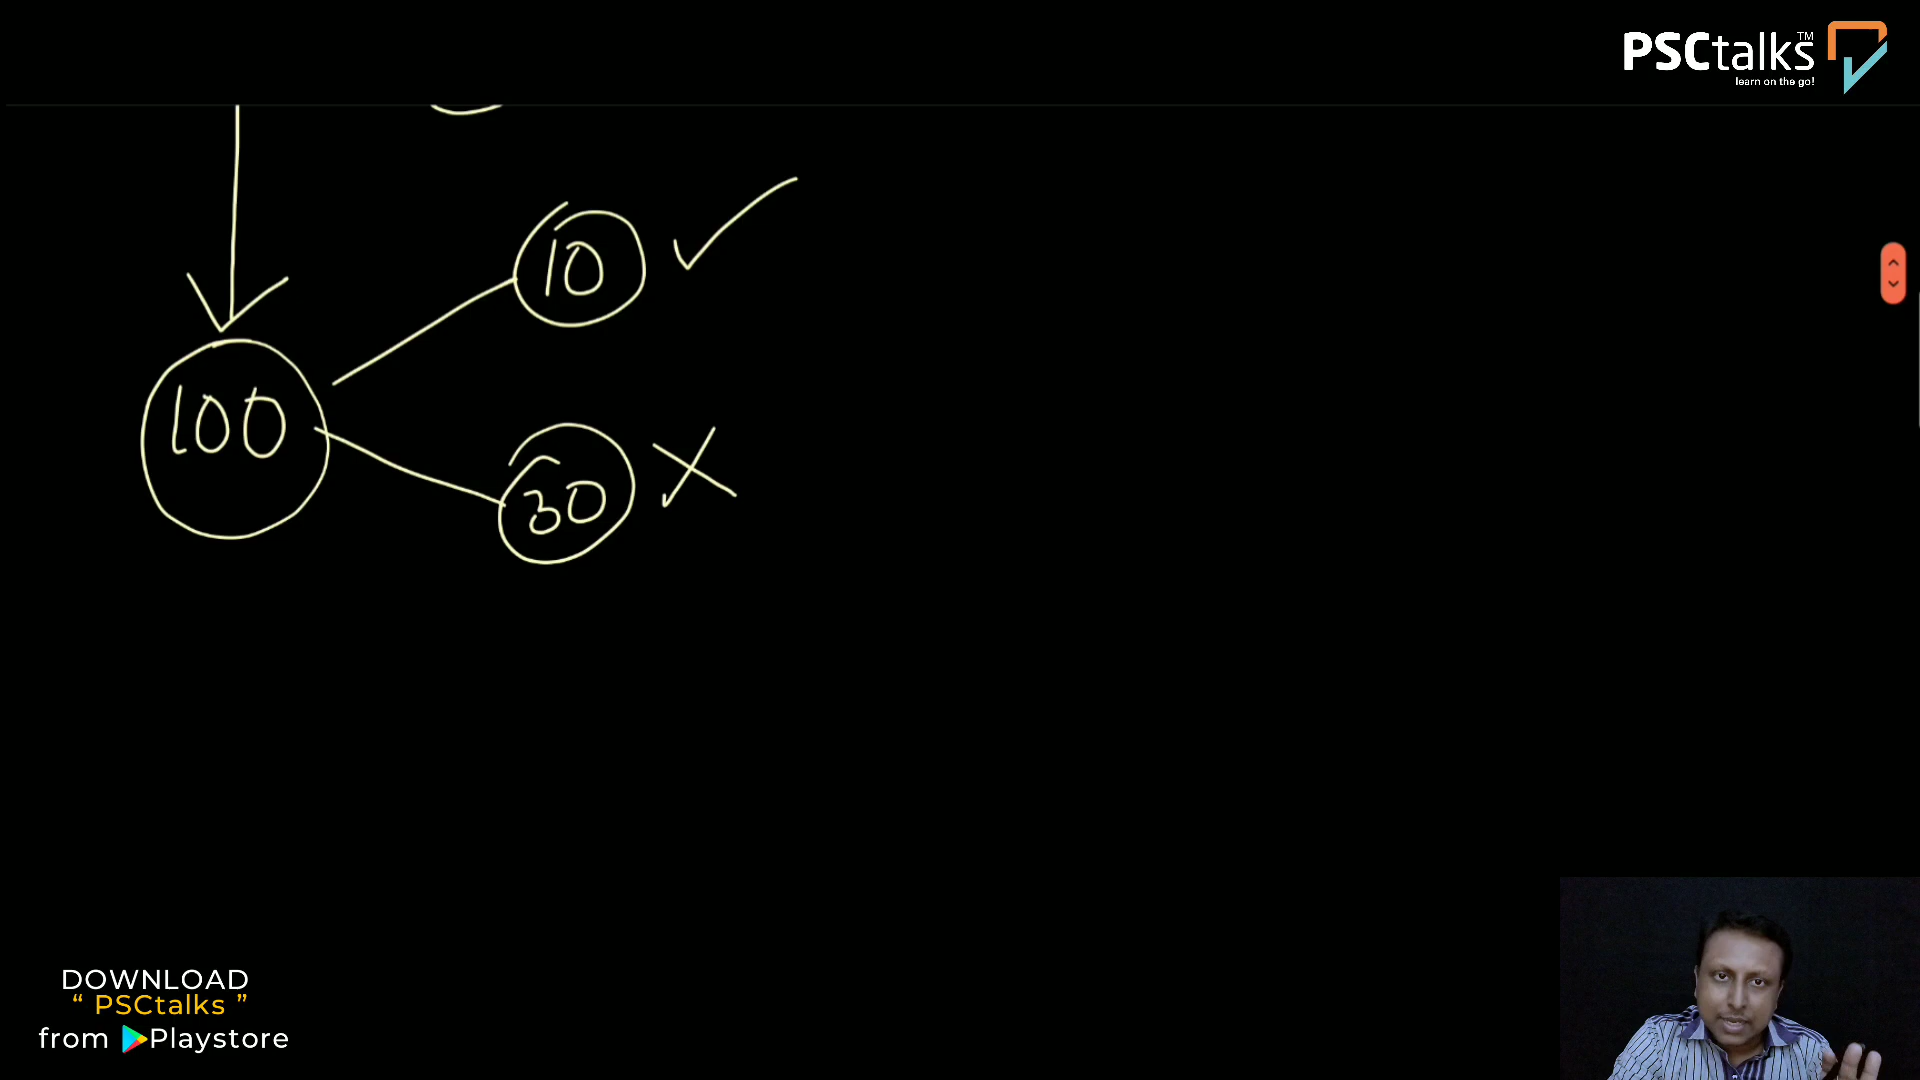 PSCtalks™
learn on the go!
10
100
30
DOWNLOAD
“ PSCtalks ”
from Playstore